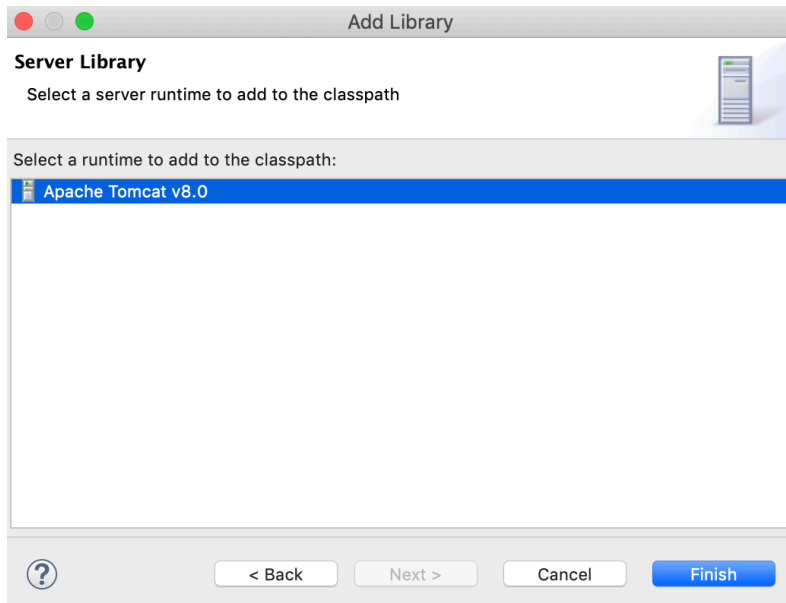 Add Library
Server Library
Select a server runtime to add to the classpath
Select a runtime to add to the classpath:
Apache Tomcat v8.0
?
< Back
Next >
Cancel
Finish